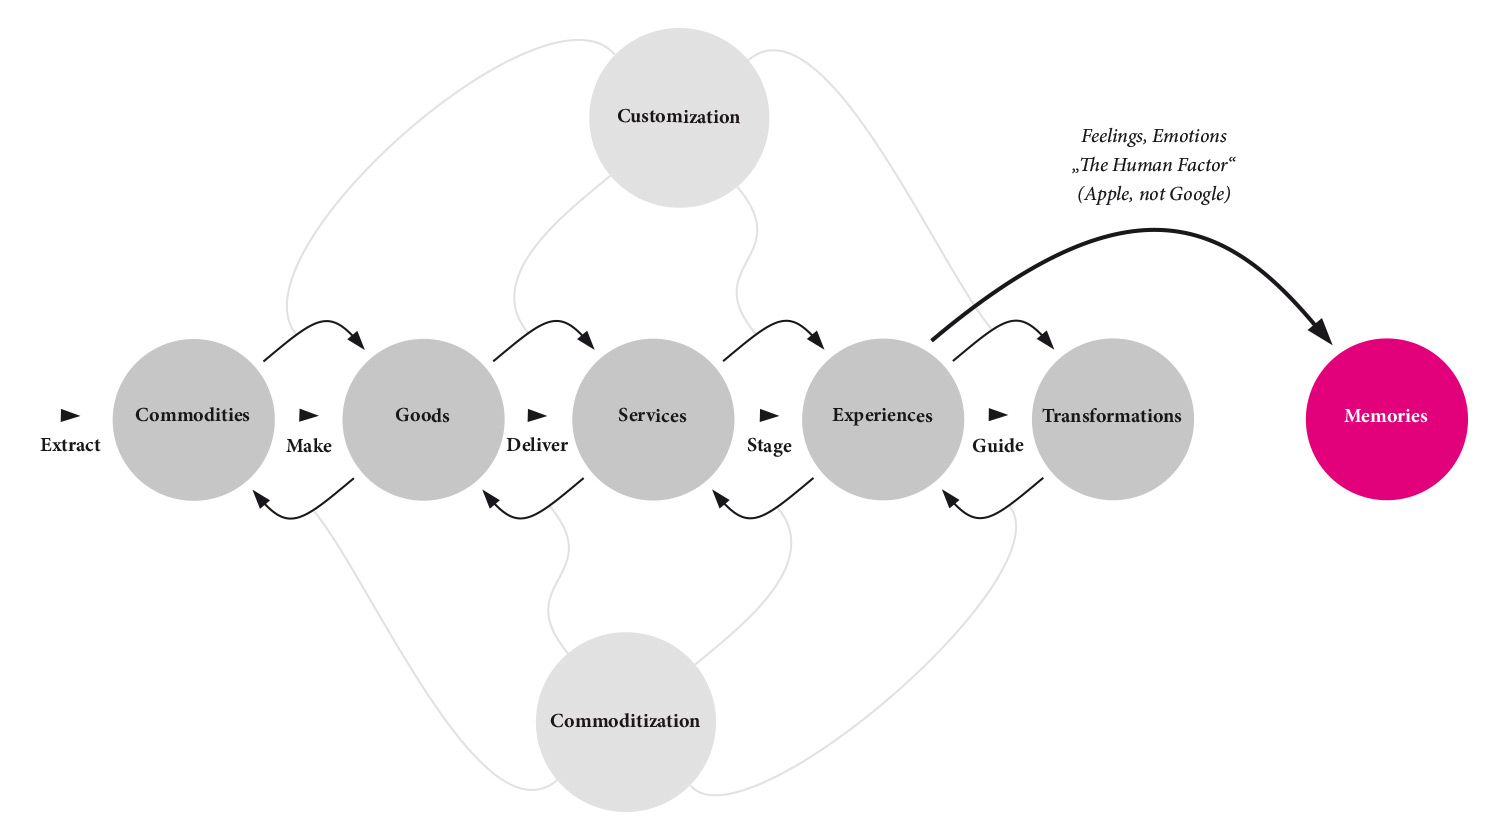 Customization
Feelings, Emotions
„The Human Factor“
(Apple, not Google)
Commodities
Goods
Services
Experiences
Transformations
Memories
Extract
Make
Deliver
Stage
Guide
Commoditization